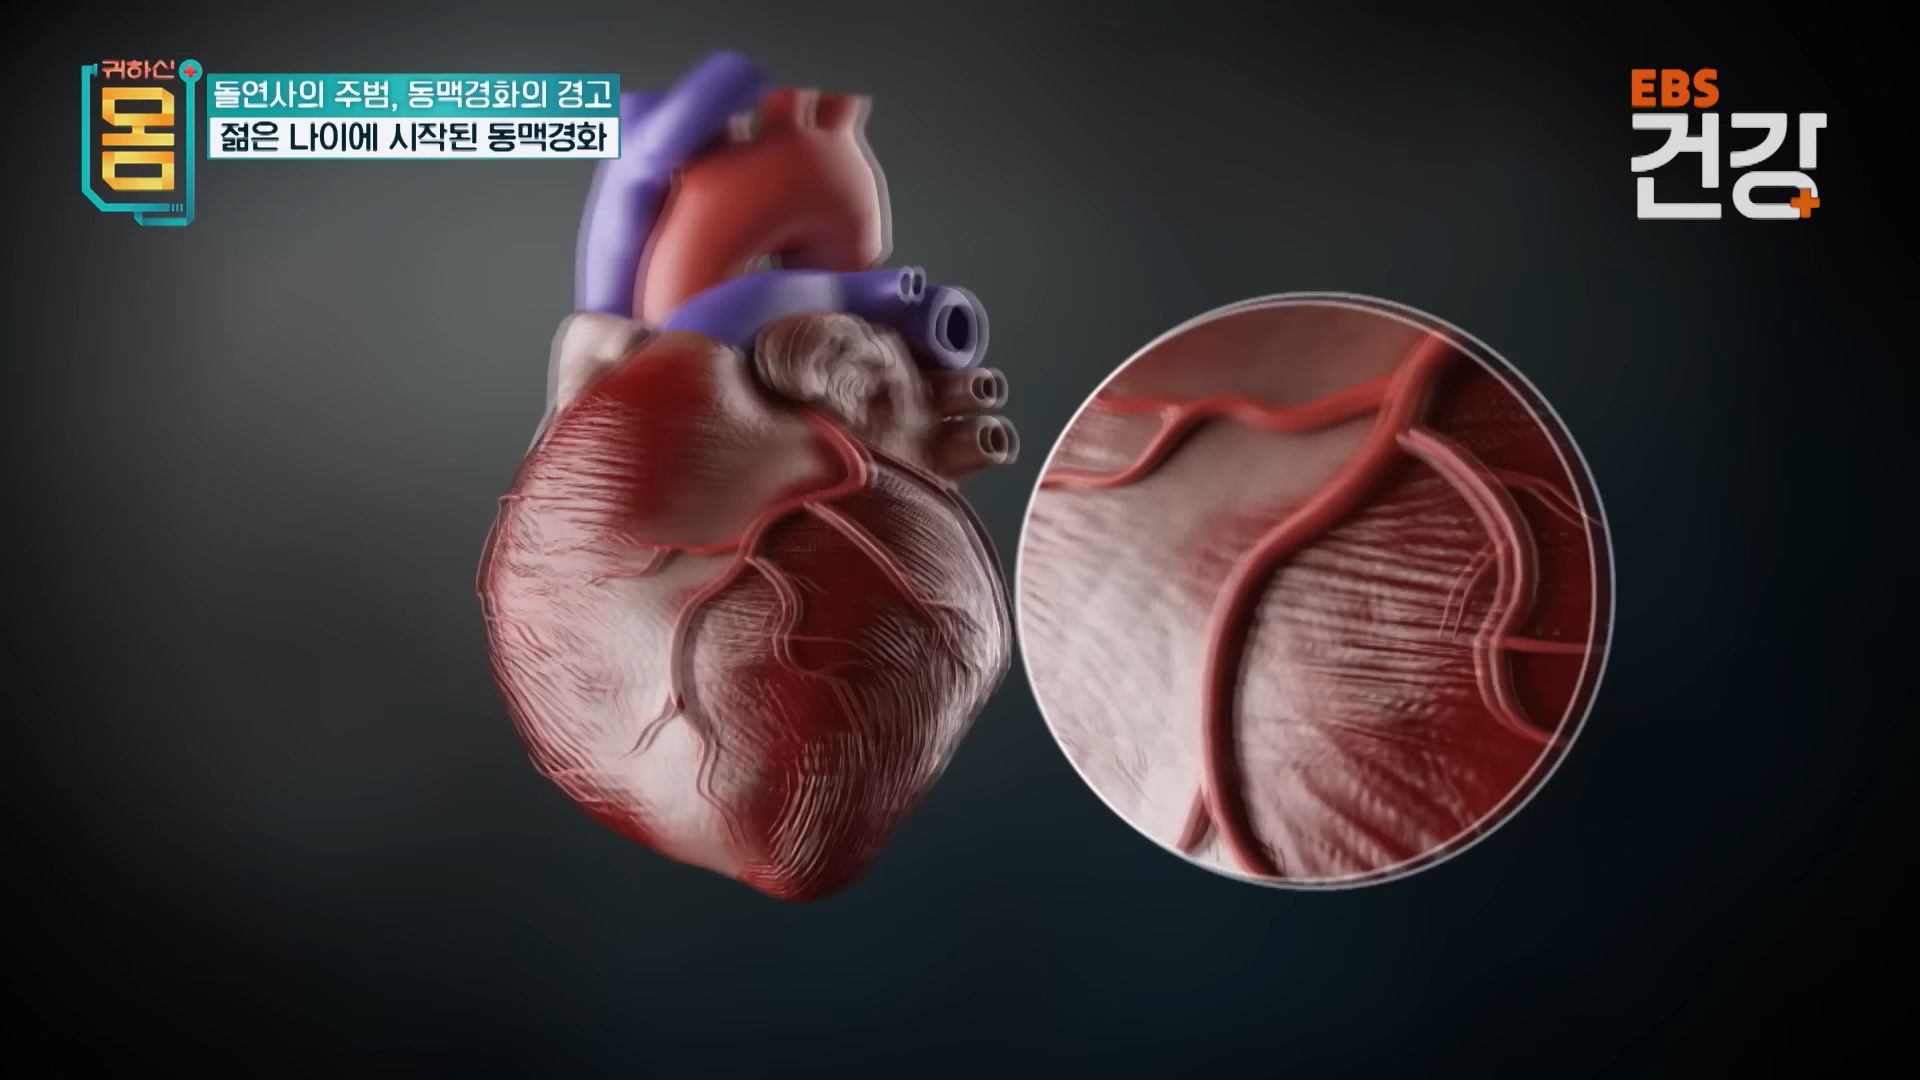 귀하신
몸
돌연사의 주범, 동맥경화의 경고
젊은 나이에 시작된 동맥경화
EBS
건강